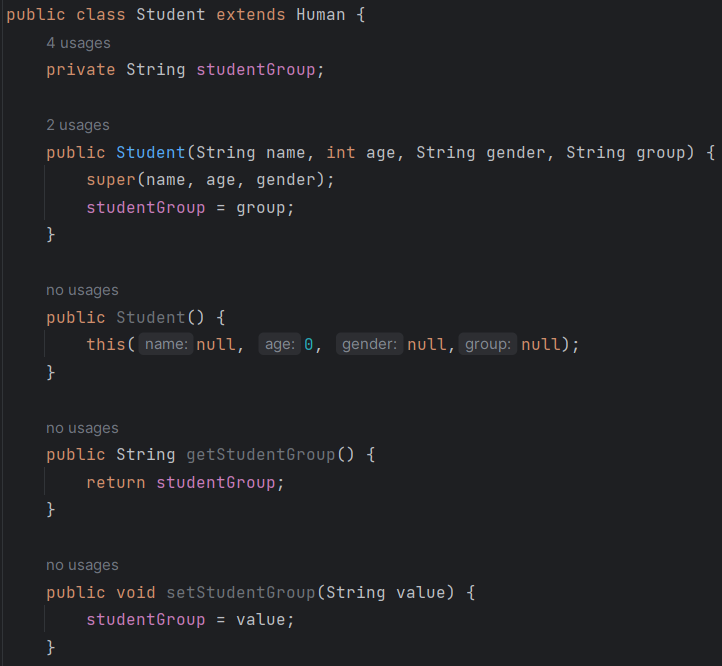 public class Student extends Human {
4 usages
private String studentGroup;
2 usages
public Student(String name, int age, String gender, String group) {
super(name, age, gender);
studentGroup = group;
}
no usages
public Student() {
this( name: null, age: 0, gender: null, group: null);
}
no usages
public String getStudentGroup() {
return studentGroup;
}
no usages
public void setStudentGroup(String value) {
studentGroup = value;
}